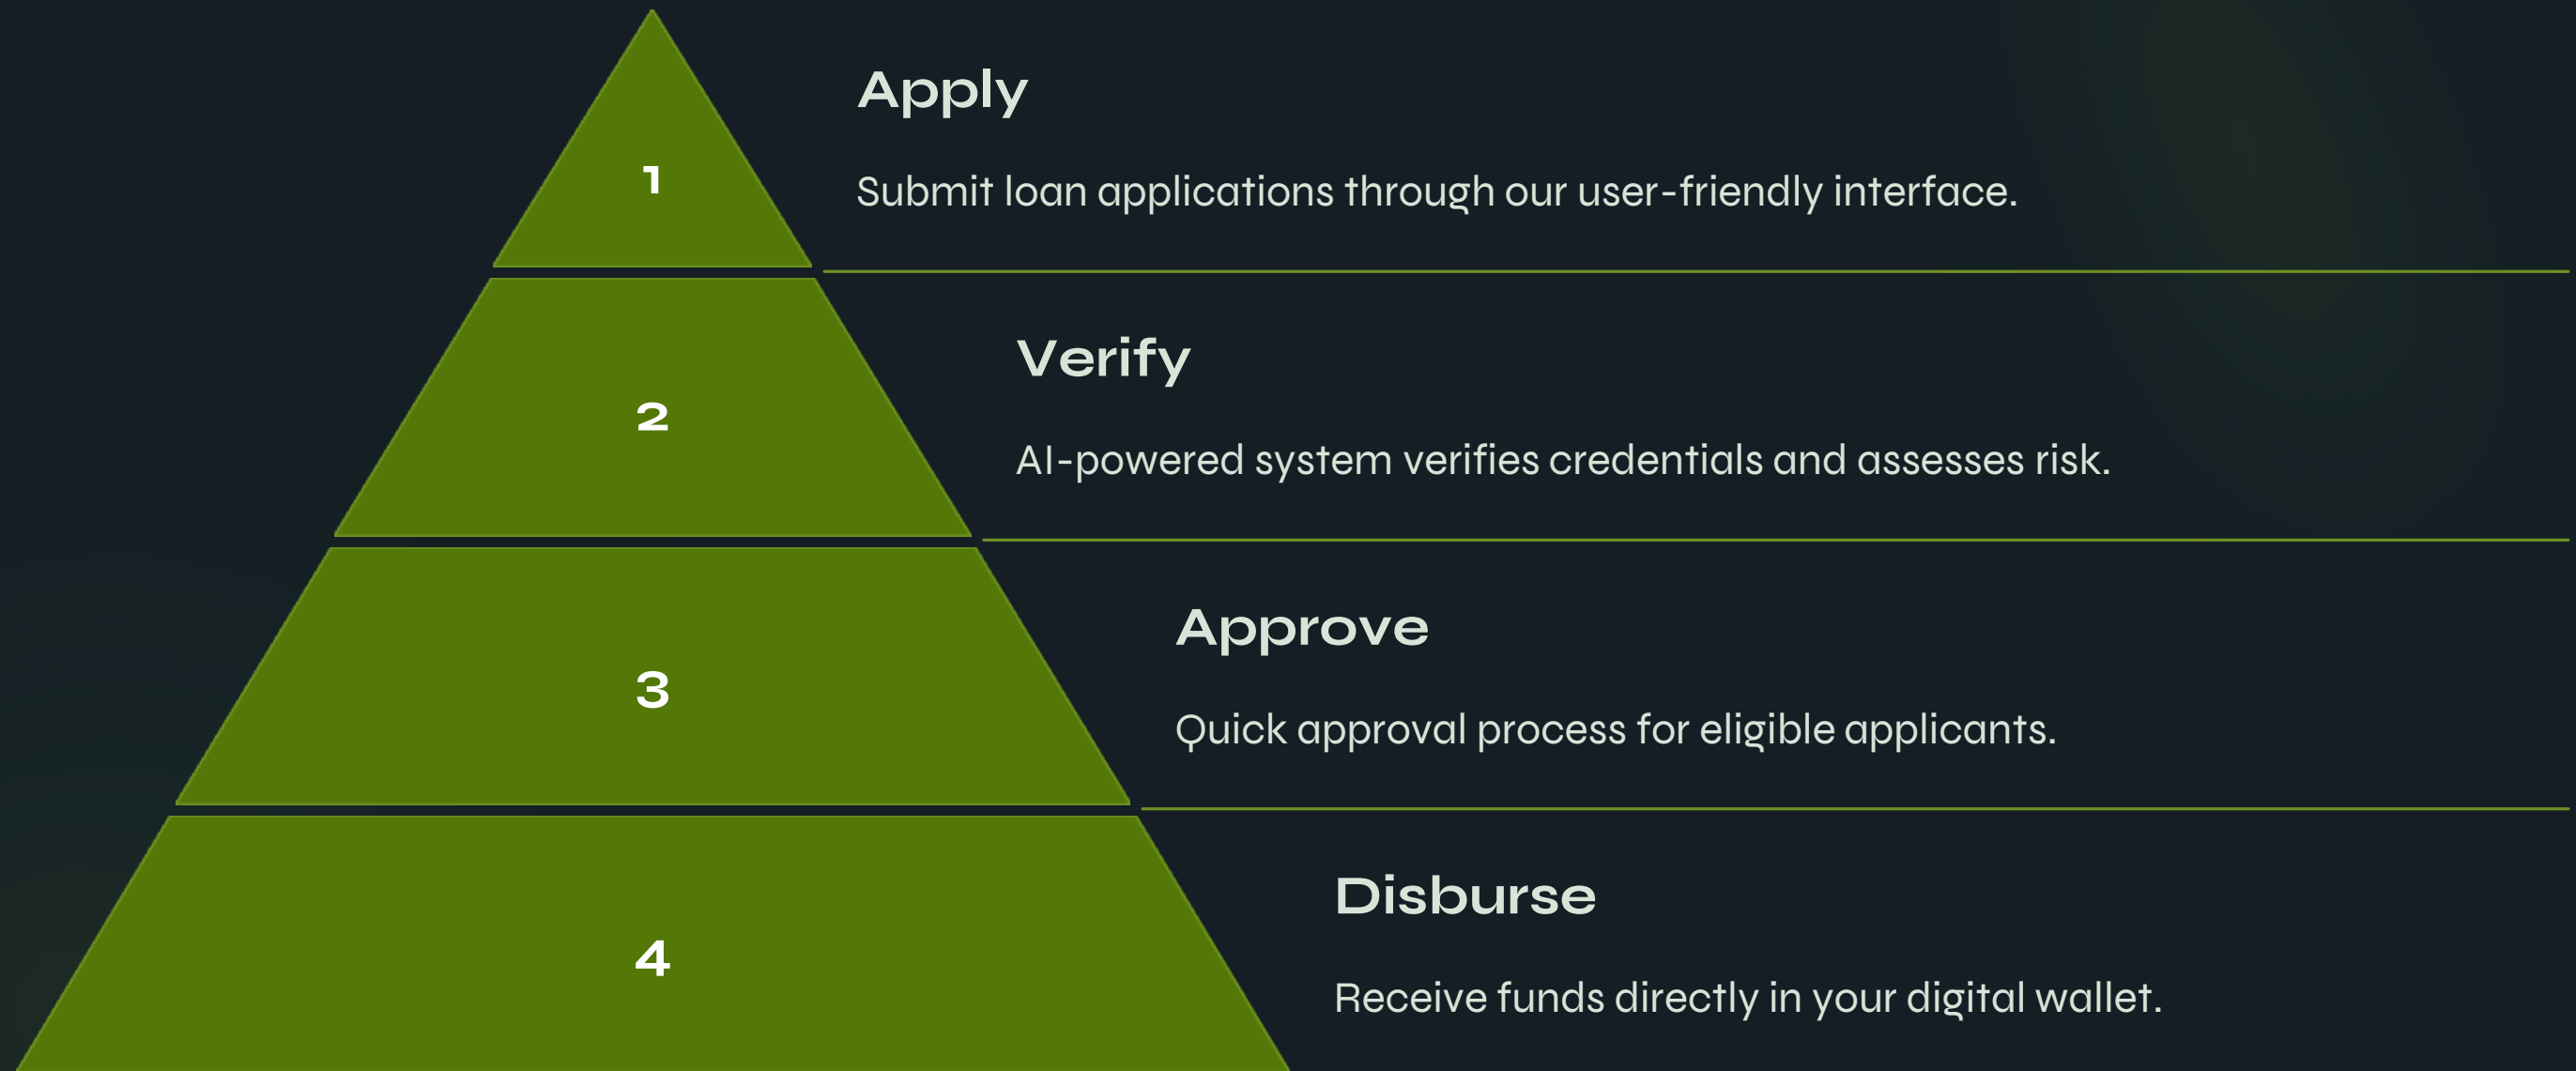 1
Apply
Submit loan applications through our user-friendly interface.
2
Verify
AI-powered system verifies credentials and assesses risk.
3
Approve
Quick approval process for eligible applicants.
4
Disburse
Receive funds directly in your digital wallet.